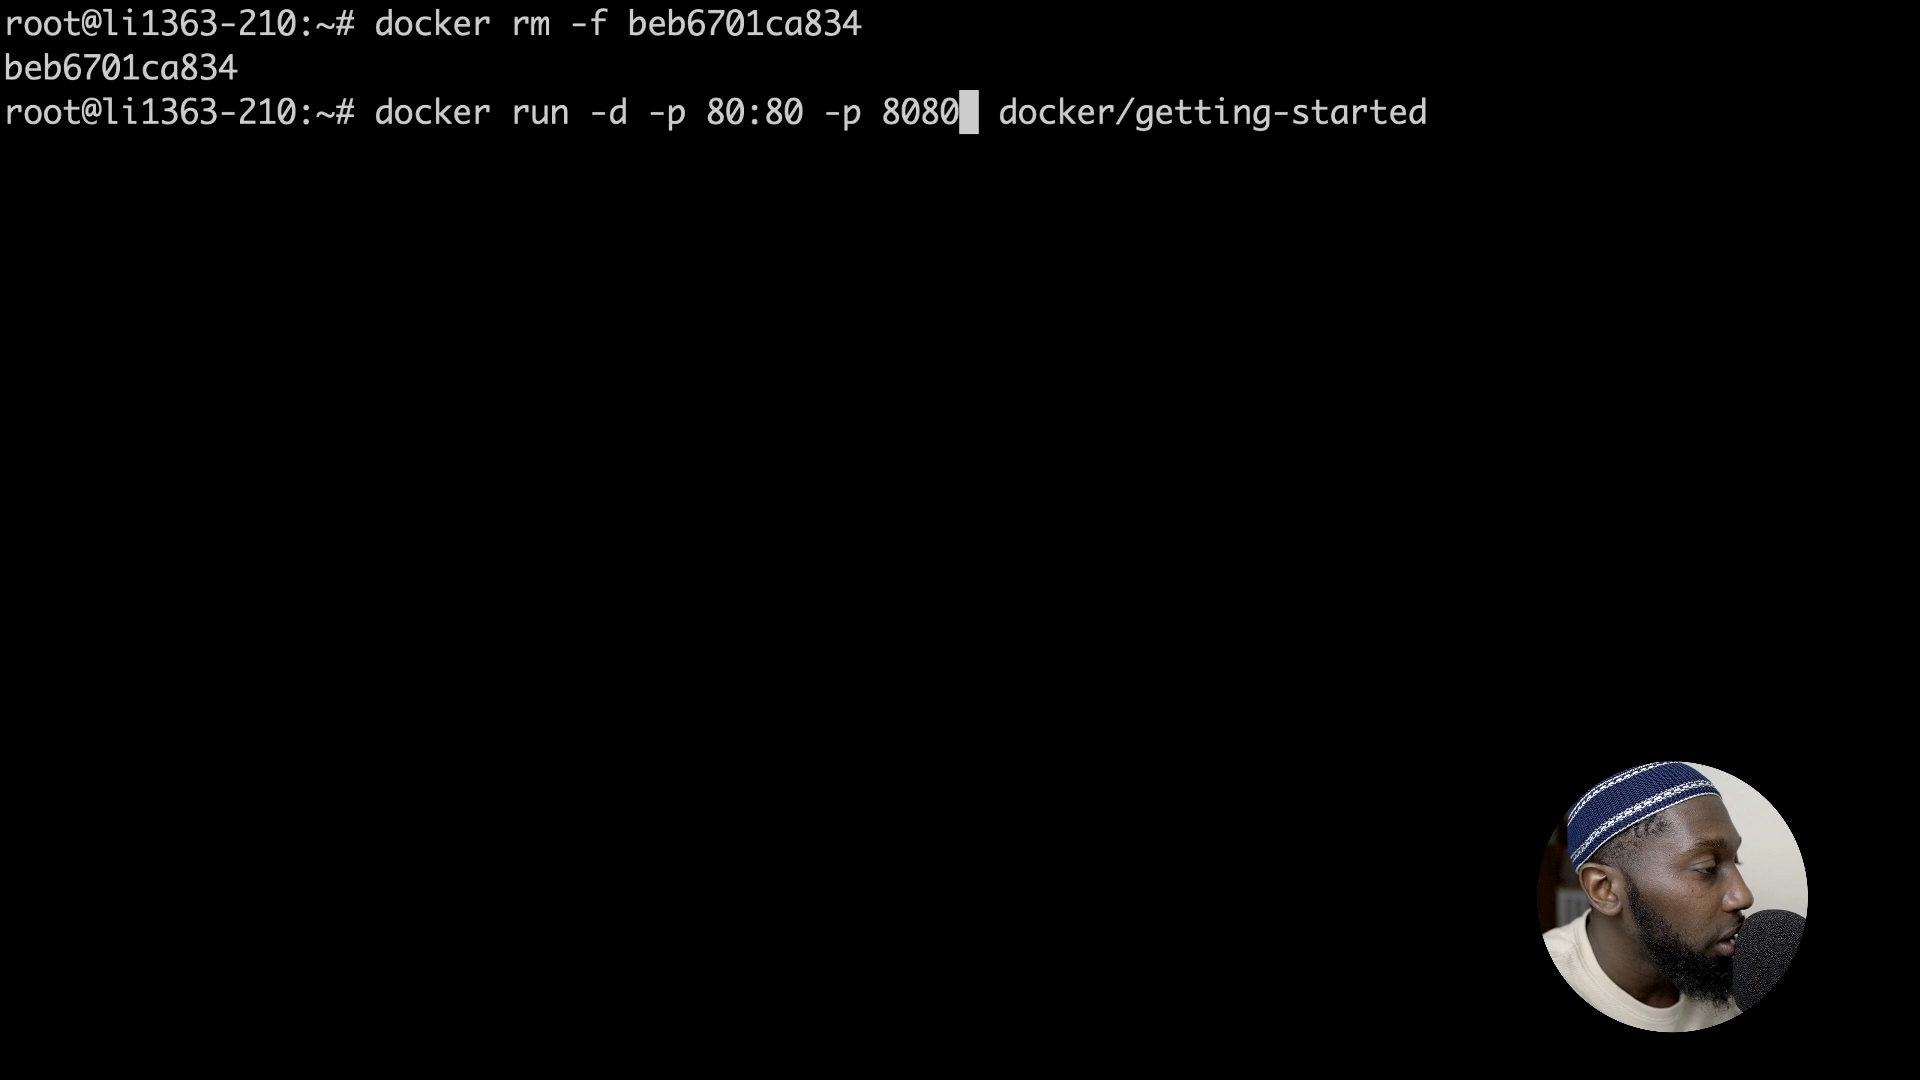 root@li1363-210:~# docker rm -f beb6701ca834
beb6701ca834
root@li1363-210:~# docker run -d -p 80:80 -p 8080 docker/getting-started